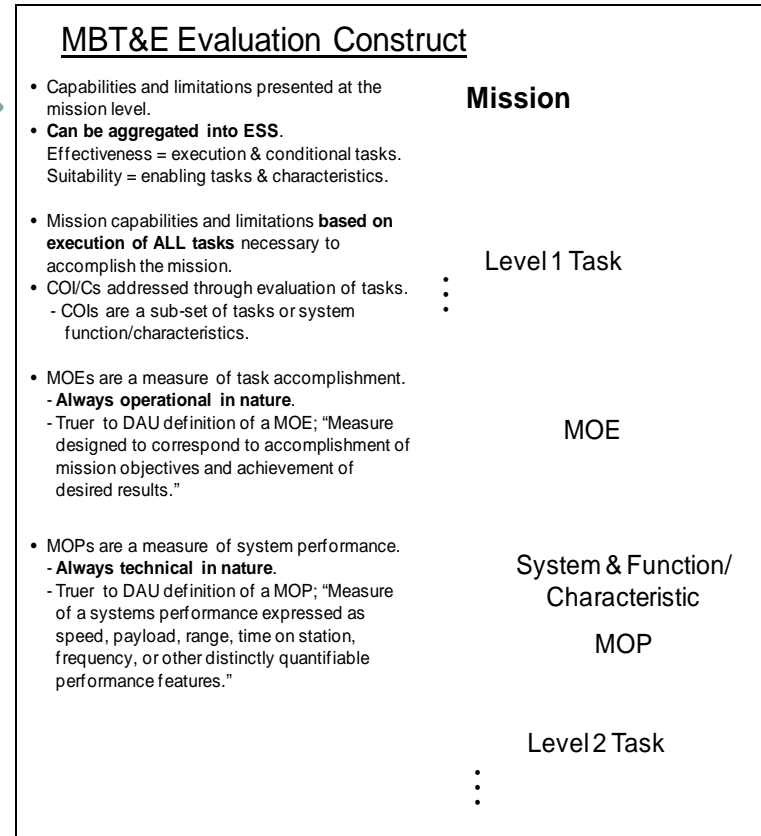 MBT&E Evaluation Construct
• Capabilities and limitations presented at the
mission level.
• Can be aggregated into ESS.
Effectiveness = execution & conditional tasks.
Suitability = enabling tasks & characteristics.
• Mission capabilities and limitations based on
execution of ALL tasks necessary to
accomplish the mission.
• COI/Cs addressed through evaluation of tasks.
- COIs are a sub-set of tasks or system
function/characteristics.
• MOEs are a measure of task accomplishment.
- Always operational in nature.
- Truer to DAU definition of a MOE; “Measure
designed to correspond to accomplishment of
mission objectives and achievement of
desired results.”
• MOPs are a measure of system performance.
- Always technical in nature.
- Truer to DAU definition of a MOP; “Measure
of a systems performance expressed as
speed, payload, range, time on station,
frequency, or other distinctly quantifiable
performance features.”
Mission
Level 1 Task
MOE
System & Function/
Characteristic
MOP
Level 2 Task